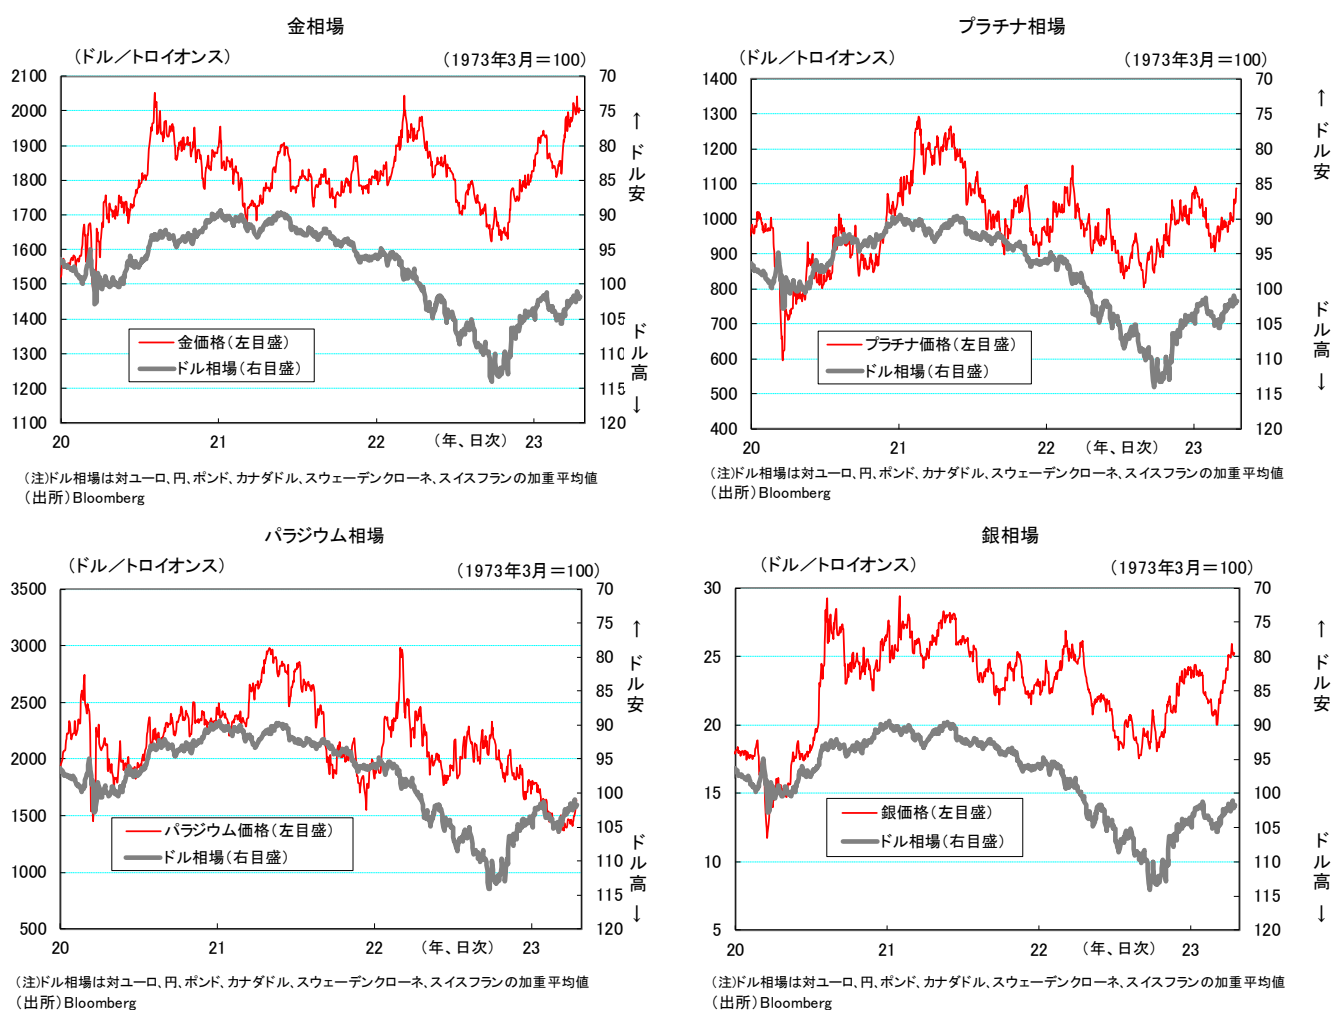 金相場
(ドル/トロイオンス)
(1973年3月=100)
2100
2000
1900
1800
1700
1600
1500
1400
1300
1200
1100
70
75
80
85
90
95
100
105
110
115
120
↑
ドル安
ドル高
↓
金価格(左目盛)
ドル相場(右目盛)
20
21
22
(年、日次)
23
(注)ドル相場は対ユーロ、円、ポンド、カナダドル、スウェーデンクローネ、スイスフランの加重平均値
(出所)Bloomberg
プラチナ相場
(ドル/トロイオンス)
(1973年3月=100)
1400
1300
1200
1100
1000
900
800
700
600
500
400
70
75
80
85
90
95
100
105
110
115
120
↑
ドル安
ドル高
↓
プラチナ価格(左目盛)
ドル相場(右目盛)
20
21
22
(年、日次)
23
(注)ドル相場は対ユーロ、円、ポンド、カナダドル、スウェーデンクローネ、スイスフランの加重平均値
(出所)Bloomberg
パラジウム相場
(ドル/トロイオンス)
(1973年3月=100)
3500
3000
2500
2000
1500
1000
500
70
75
80
85
90
95
100
105
110
115
120
↑
ドル安
ドル高
↓
パラジウム価格(左目盛)
ドル相場(右目盛)
20
21
22
(年、日次)
23
(注)ドル相場は対ユーロ、円、ポンド、カナダドル、スウェーデンクローネ、スイスフランの加重平均値
(出所)Bloomberg
銀相場
(ドル/トロイオンス)
(1973年3月=100)
30
25
20
15
10
5
70
75
80
85
90
95
100
105
110
115
120
↑
ドル安
ドル高
↓
銀価格(左目盛)
ドル相場(右目盛)
20
21
22
(年、日次)
23
(注)ドル相場は対ユーロ、円、ポンド、カナダドル、スウェーデンクローネ、スイスフランの加重平均値
(出所)Bloomberg